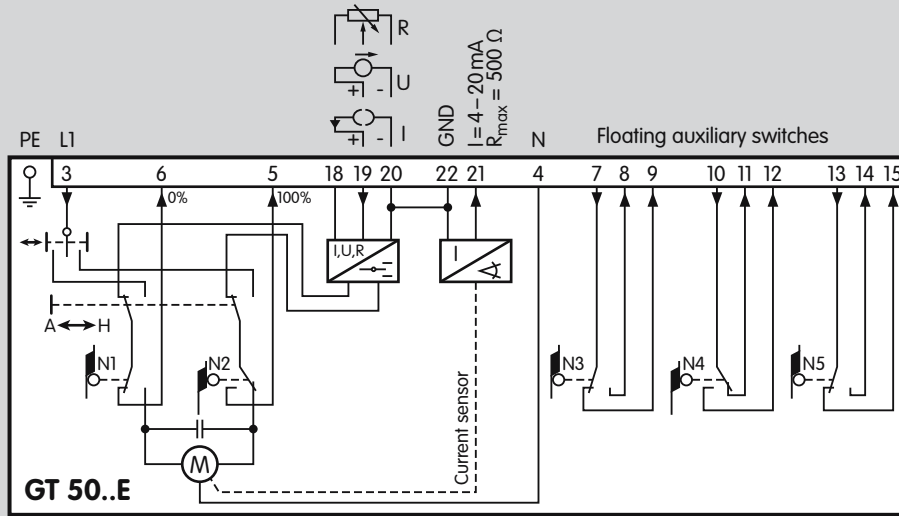 R
U
+ -
I
+ -
GND
I = 4 – 20 mA
Rmax = 500 Ω
PE L1 N Floating auxiliary switches
3 6 5 18 19 20 22 21 4 7 8 9 10 11 12 13 14 15
0% 100%
I,U,R I
A H
N1 N2 N3 N4 N5
Current sensor
M
GT 50..E